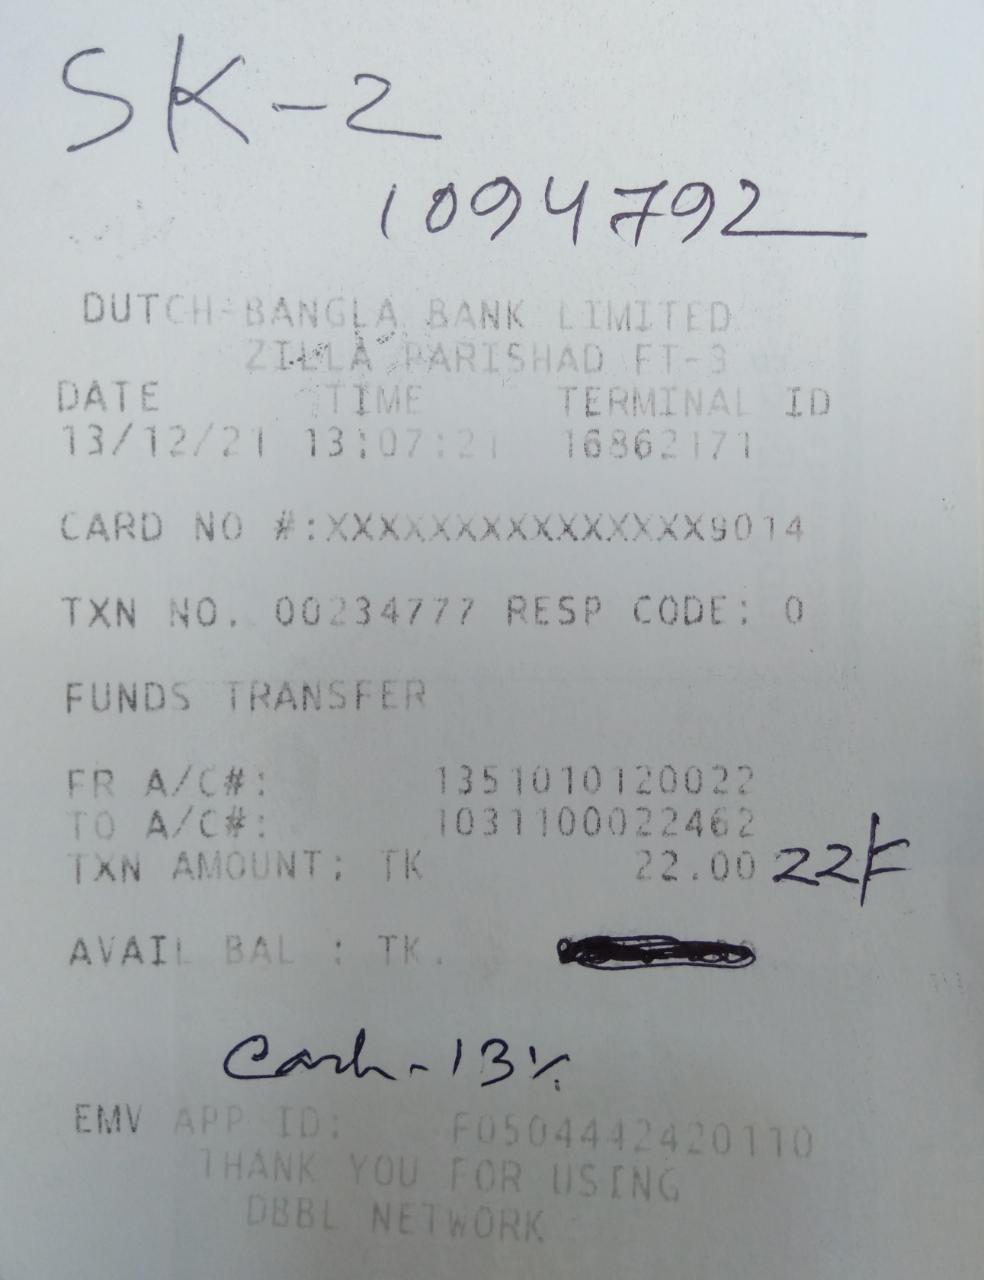 SK-2
1094792
DUTCH-BANGLA BANK LIMITED
ZILLA PARISHAD FT-3
DATE TIME TERMINAL ID
13/12/21 13:07:21 16862171
CARD NO #:XXXXXXXXXXXXXXX9014
TXN NO. 00234777 RESP CODE: 0
FUNDS TRANSFER
FR A/C#: 1351010120022
TO A/C#: 1031100022462
TXN AMOUNT: TK 22.00 22K
AVAIL BAL : TK.
Cash-13%
EMV APP ID: F0504442420110
THANK YOU FOR USING
DBBL NETWORK